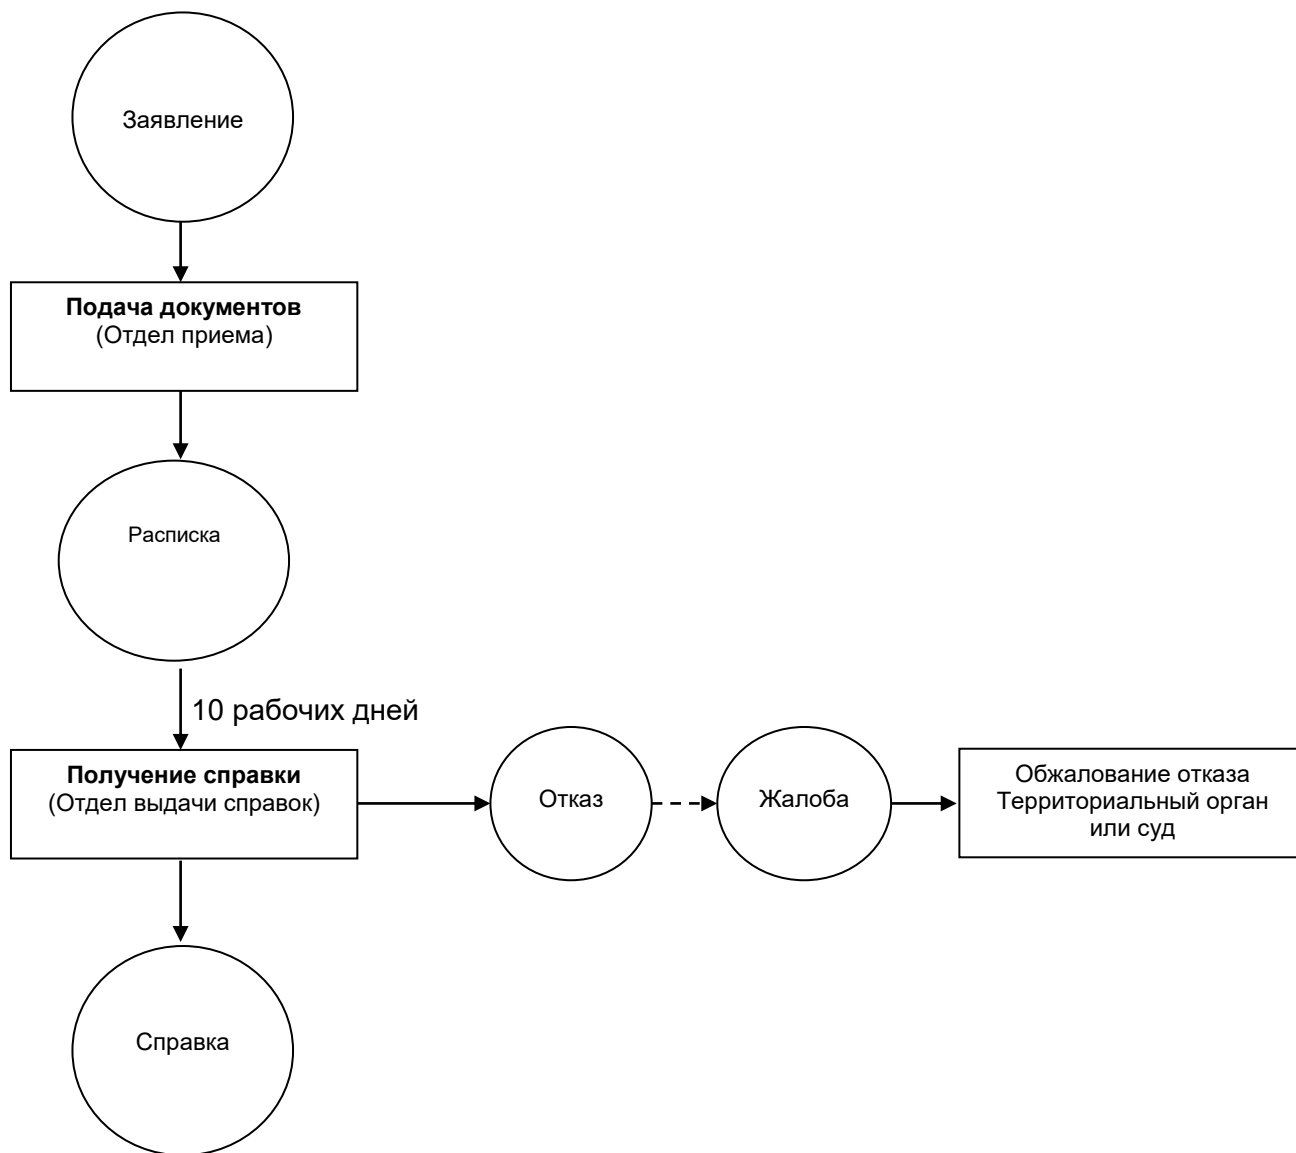 Заявление
Подача документов
(Отдел приема)
Расписка
10 рабочих дней
Получение справки
(Отдел выдачи справок)
Отказ
Жалоба
Обжалование отказа
Территориальный орган
или суд
Справка